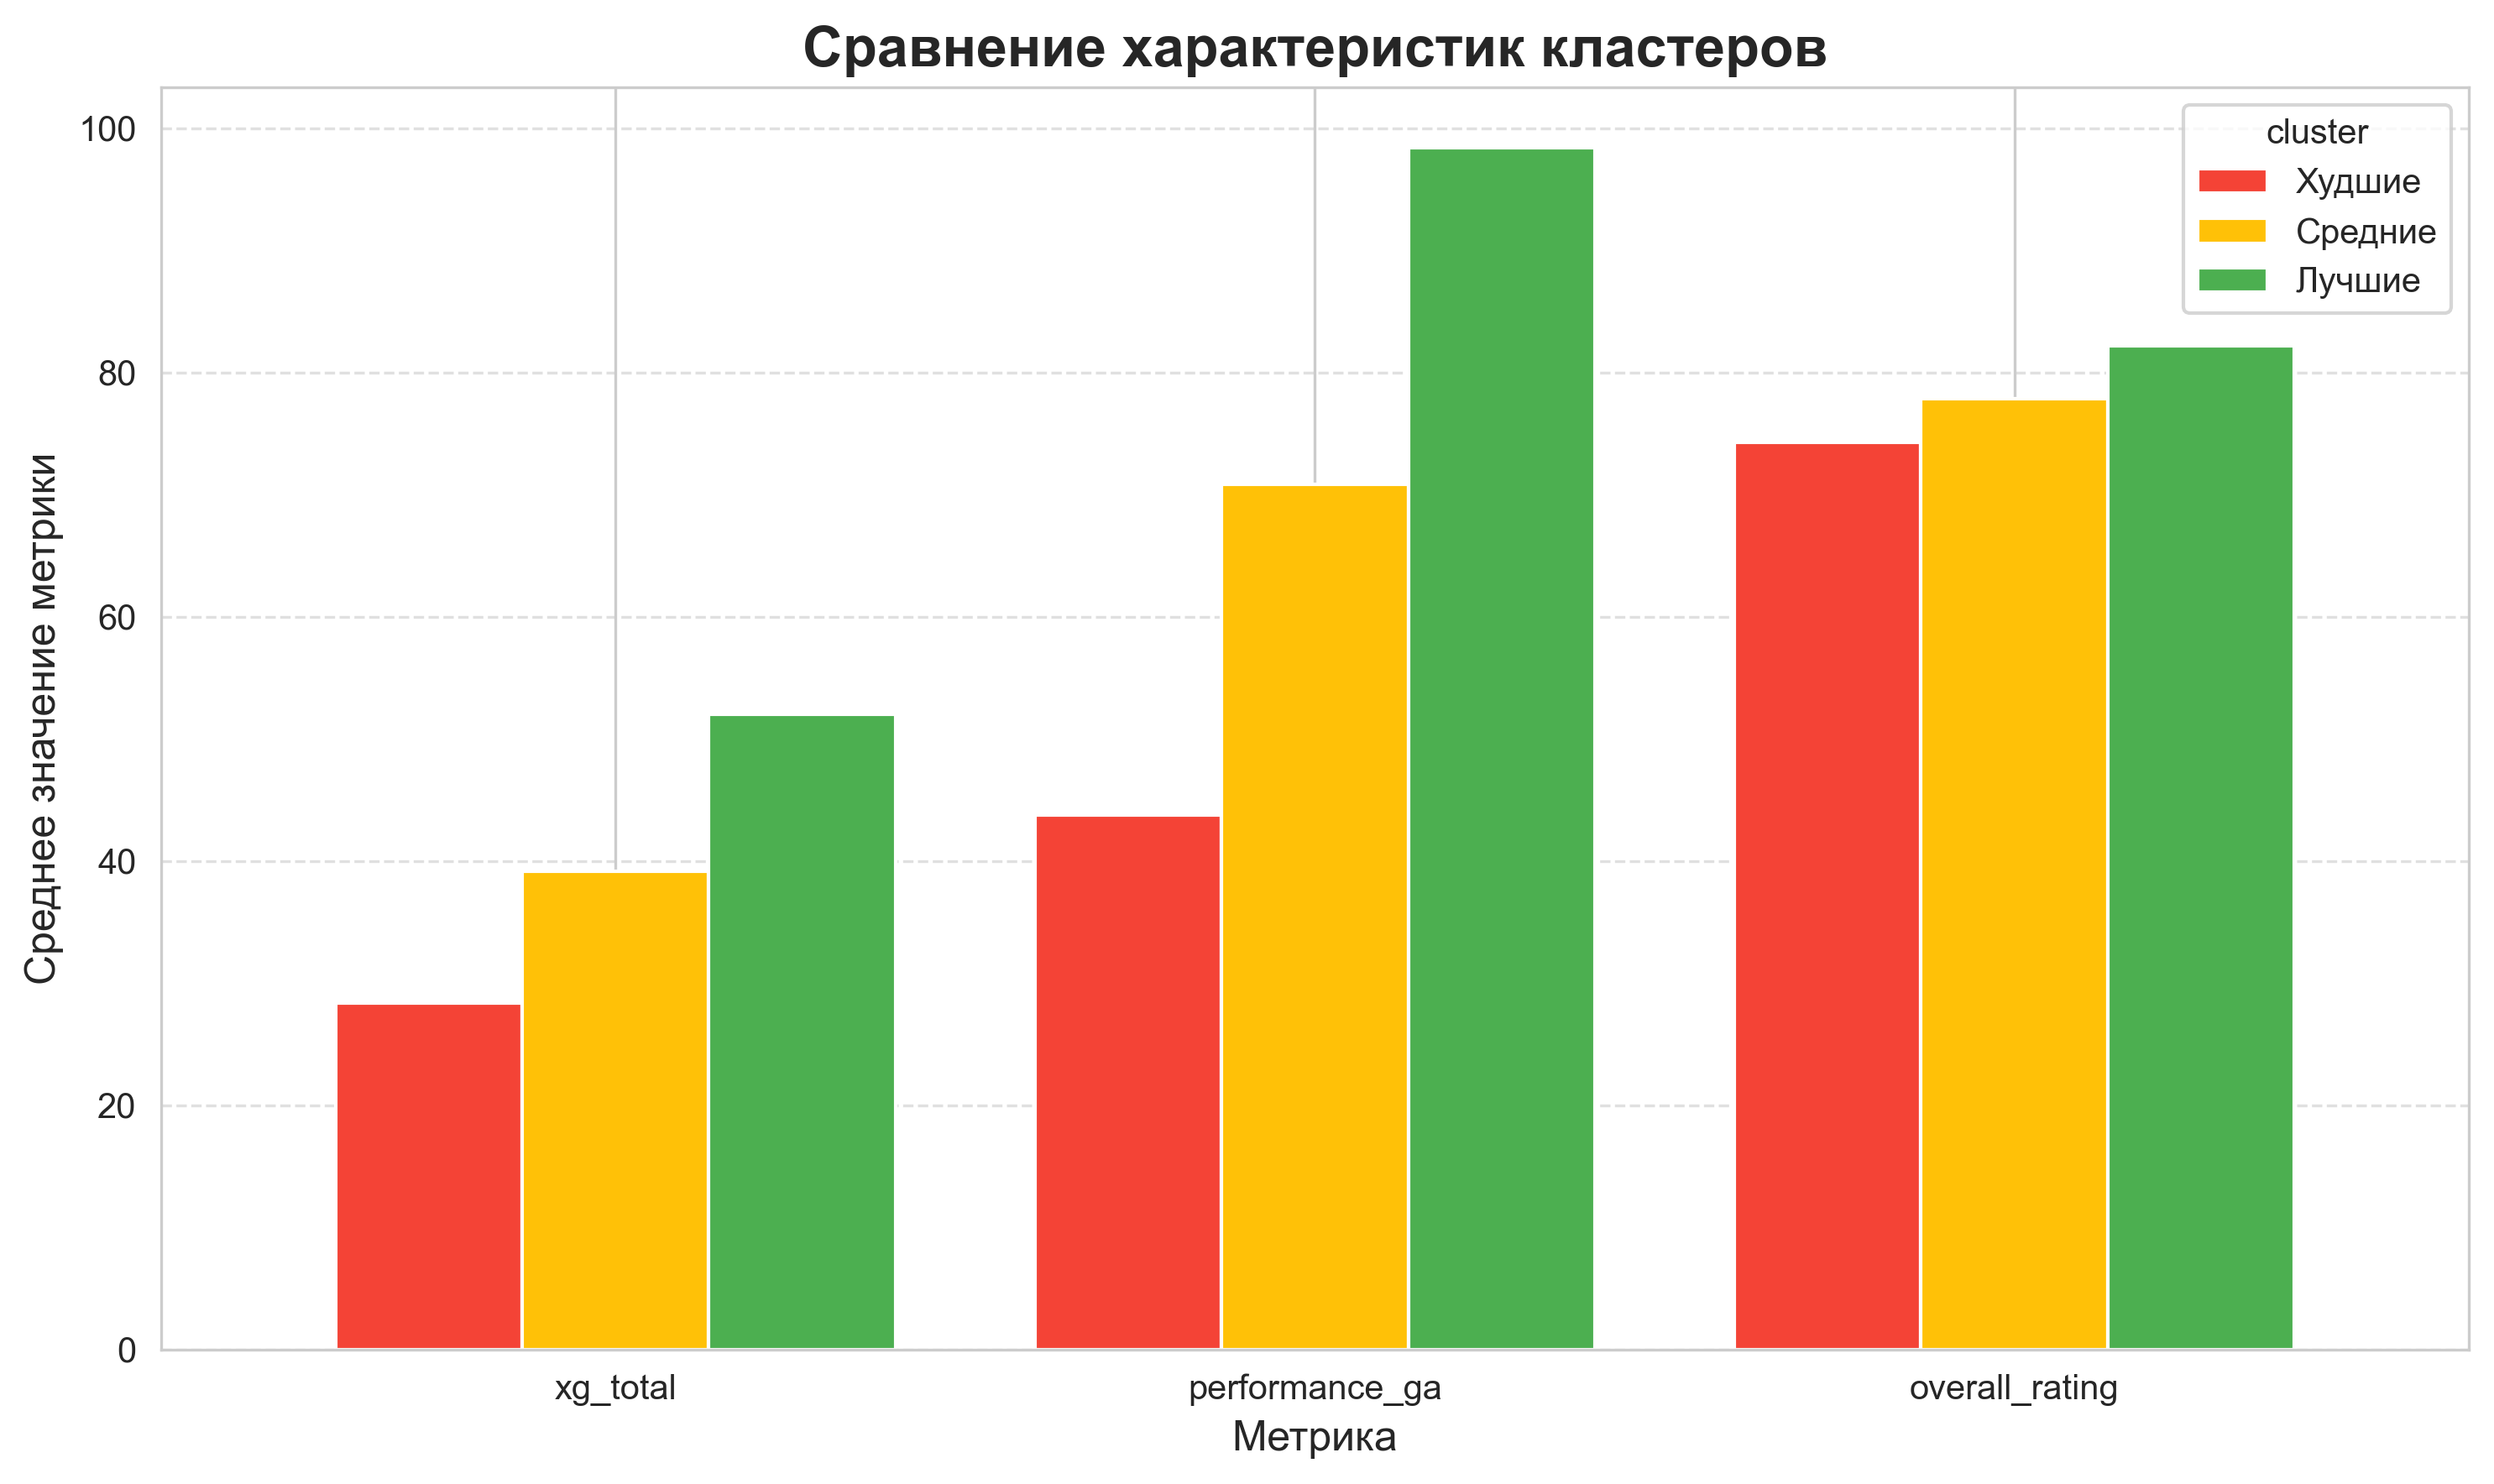 Сравнение характеристик кластеров
cluster
Худшие
Средние
Лучшие
Среднее значение метрики
100
80
60
40
20
0
xg_total
performance_ga
overall_rating
Метрика